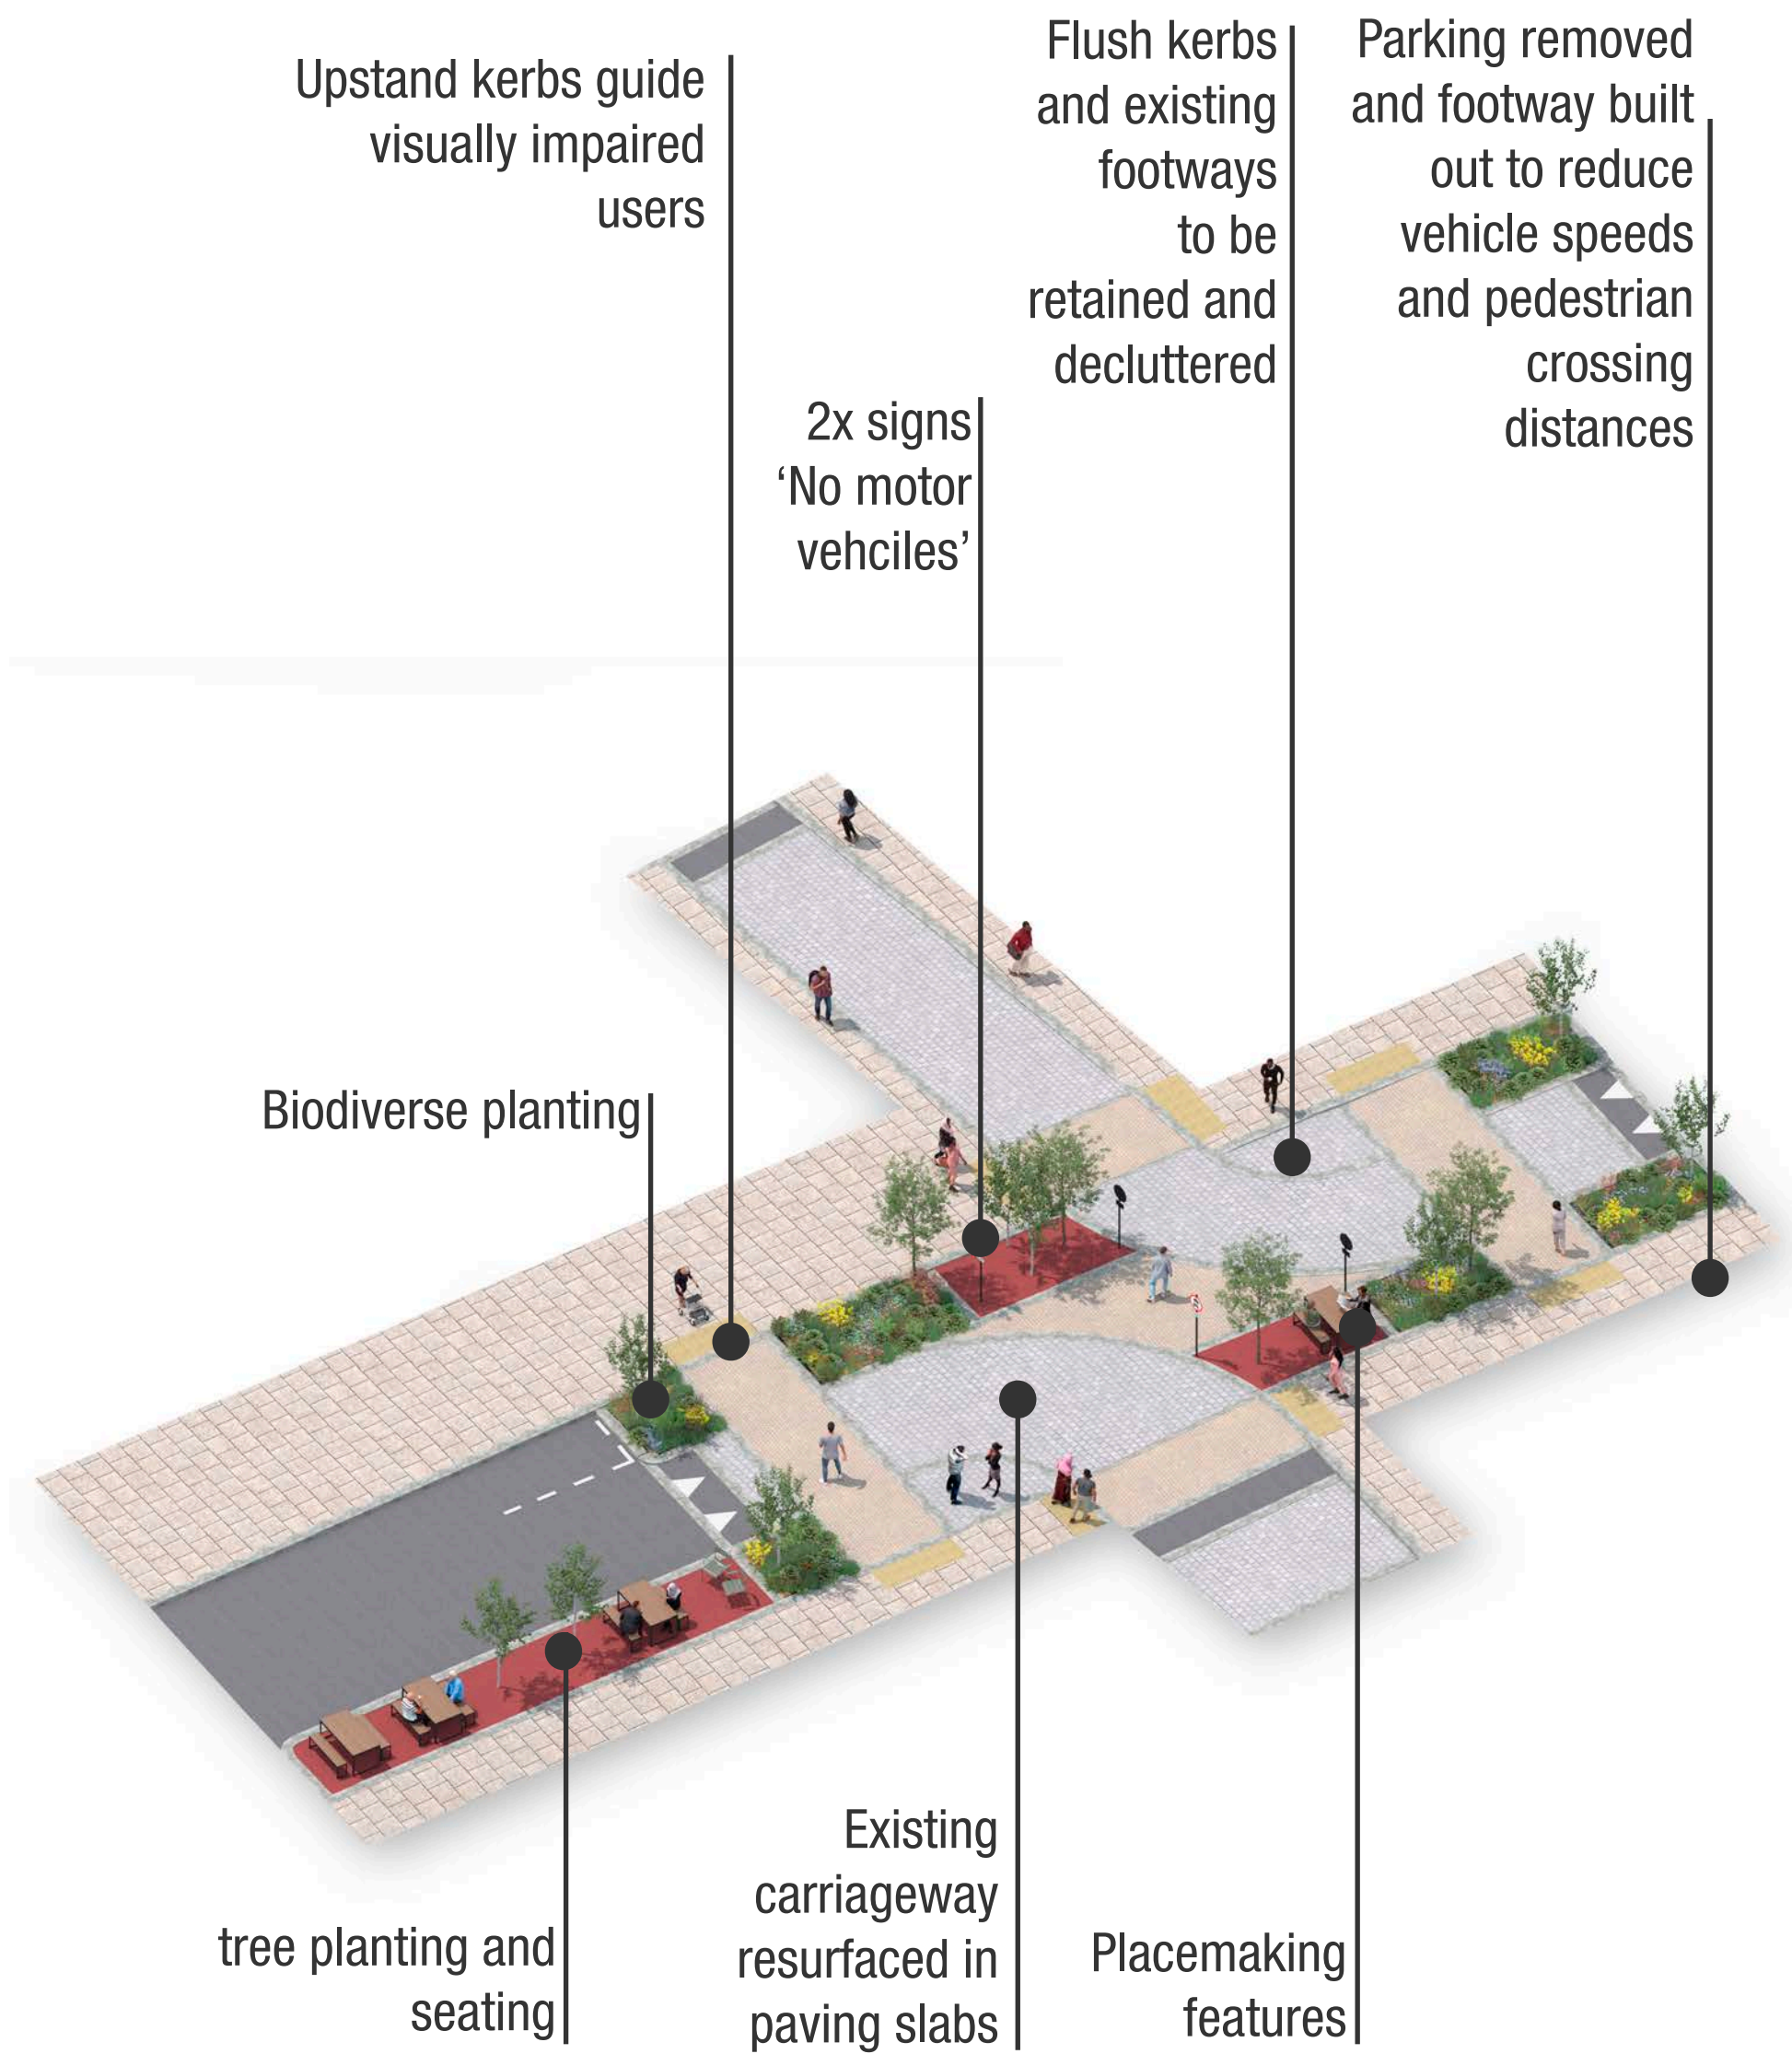 Upstand kerbs guide
visually impaired
users
2x signs
‘No motor
vehciles’
Flush kerbs
and existing
footways
to be
retained and
decluttered
Parking removed
and footway built
out to reduce
vehicle speeds
and pedestrian
crossing
distances
Biodiverse planting
tree planting and
seating
Existing
carriageway
resurfaced in
paving slabs
Placemaking
features